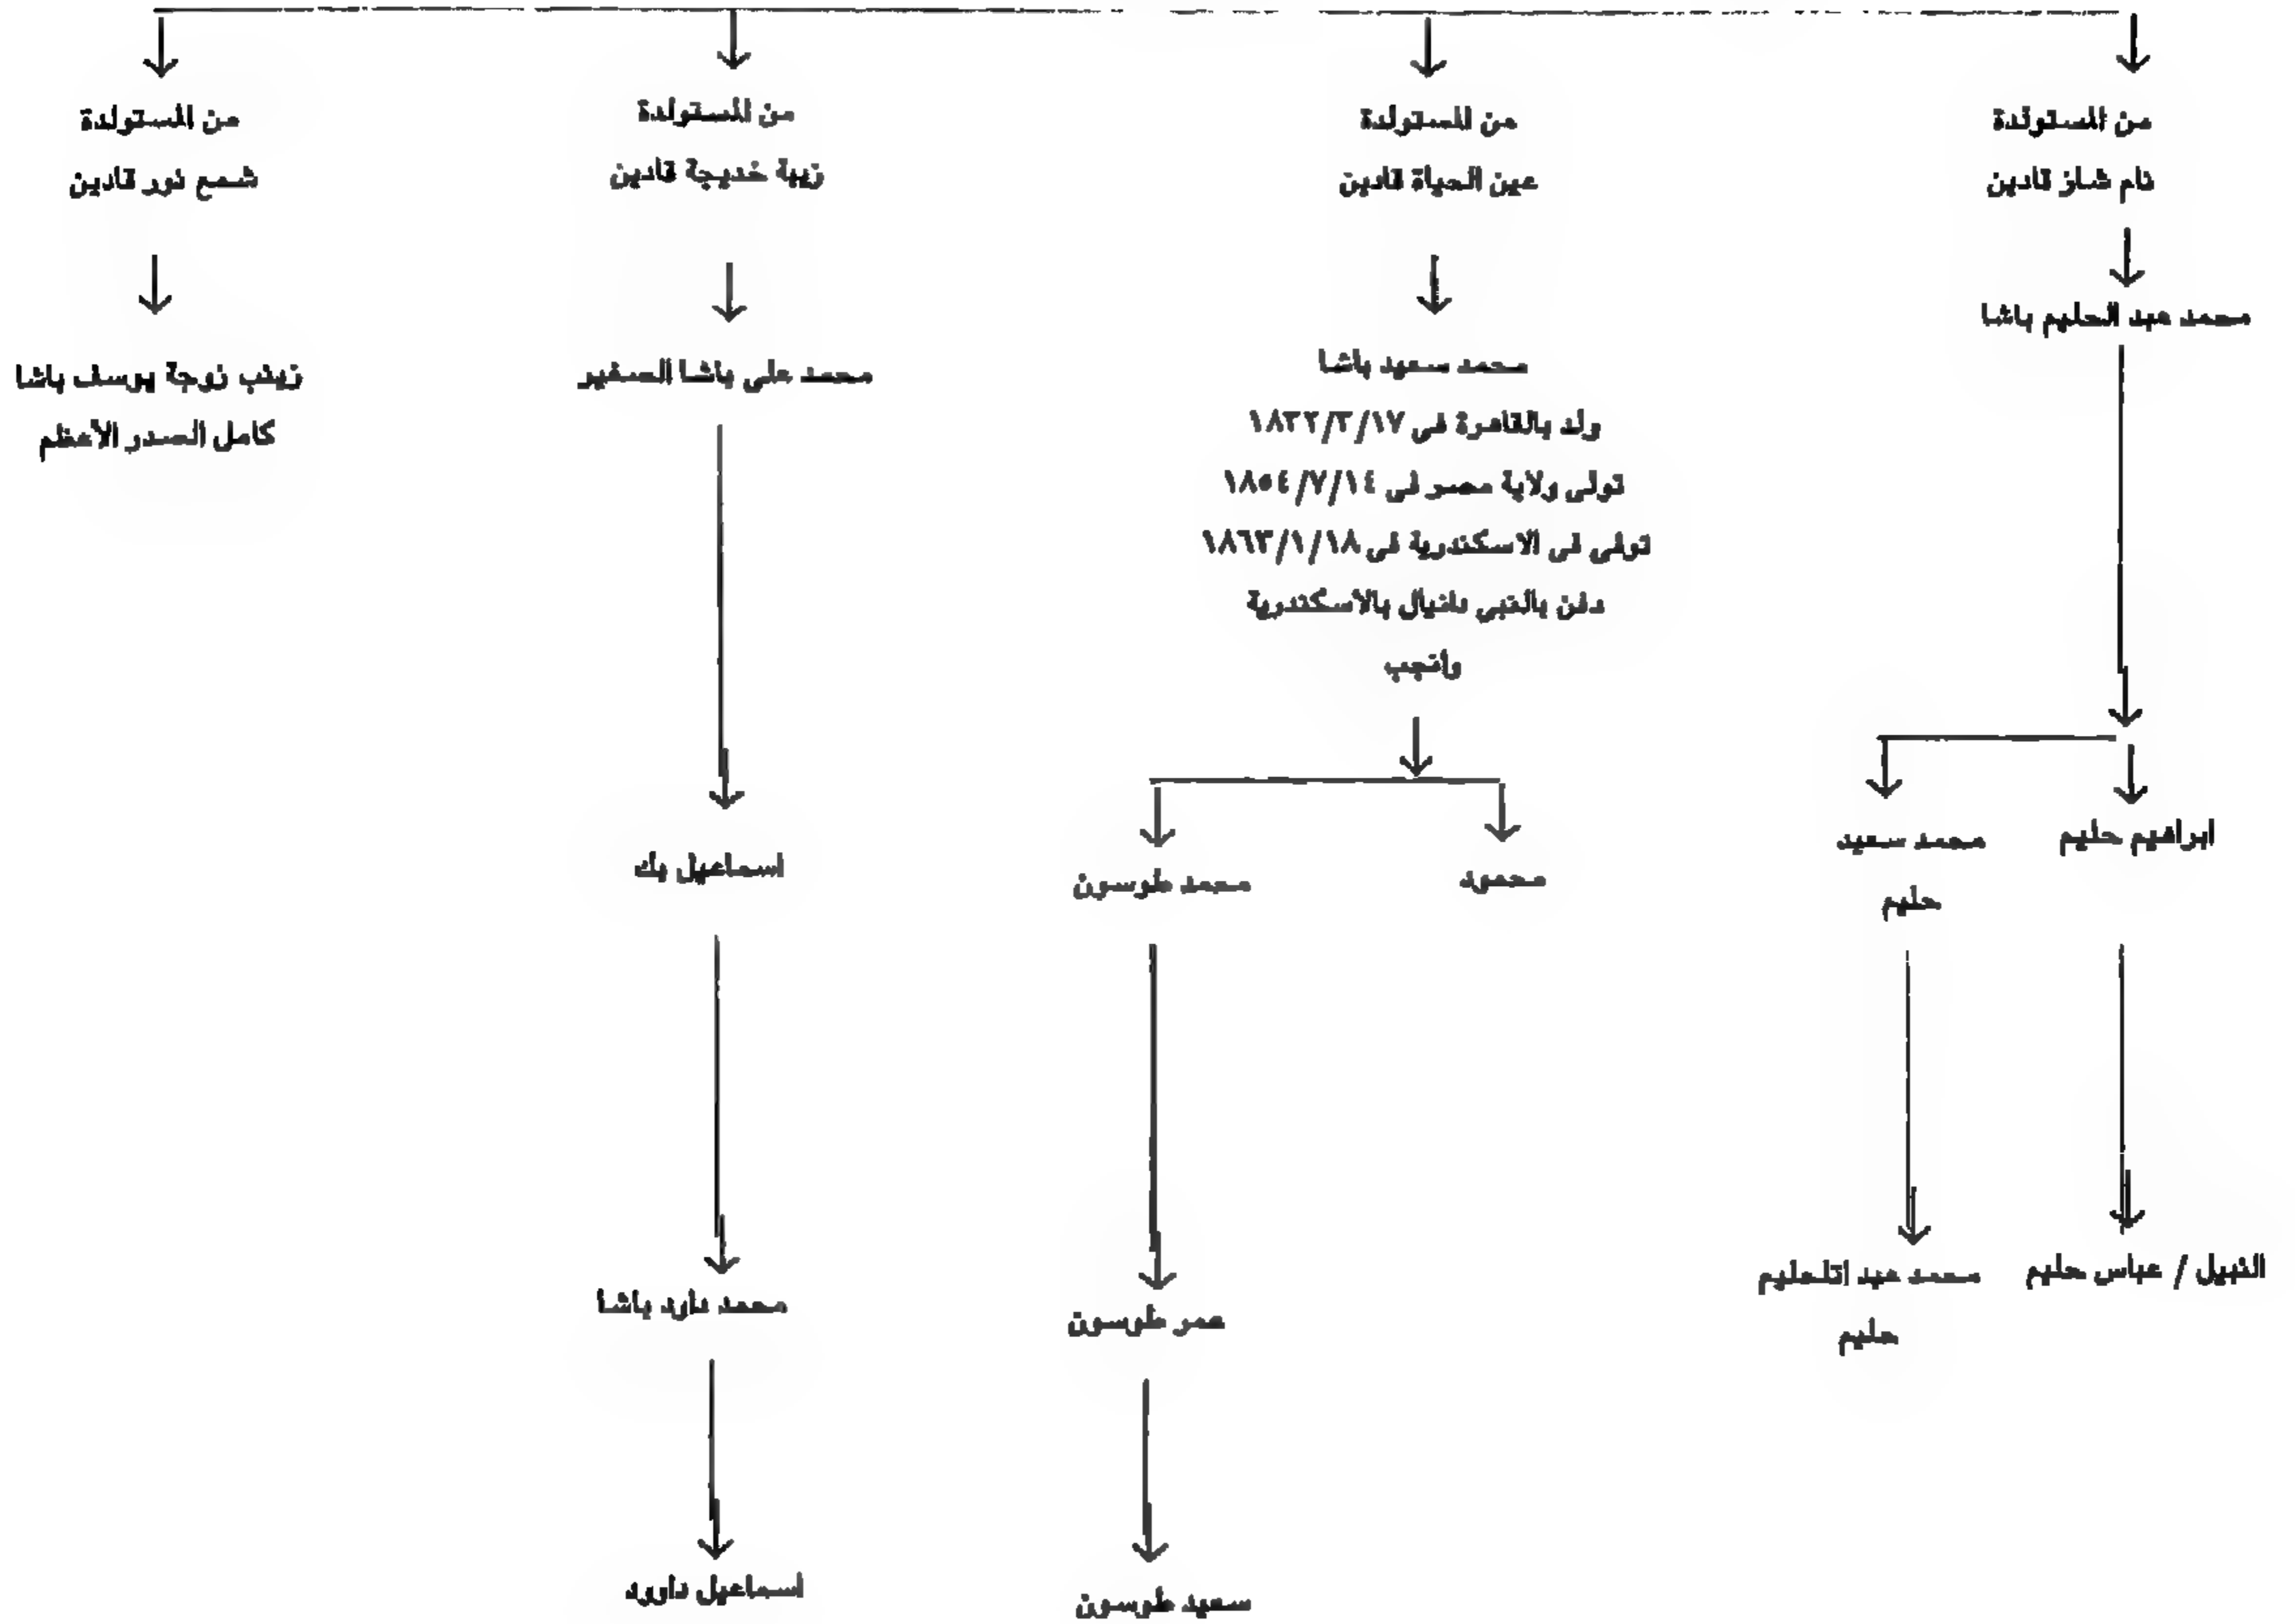 من المستولدة
نام شاز قادين
محمد عبد الحليم باشا
ابراهيم حليم
محمد سعيد
حليم
النبيل / عباس حليم
محمد عبد اتلحليم
حليم
من المستولدة
عين الحياة قادين
محمد سعيد باشا
ولد بالقاهرة فى ١٨٢٢/٣/١٧
تولى ولاية مصر فى ١٨٥٤/٧/١٤
توفى فى الاسكندرية فى ١٨٦٣/١/١٨
دفن بالنبي دانيال بالاسكندرية
وأنجب
محمود
محمد طوسون
عمر طوسون
سعيد طوسون
من المستولدة
زيبة خديجة قادين
محمد على باشا الصغير
اسماعيل بك
محمد داود باشا
اسماعيل داوود
من المستولدة
شمع نور قادين
زينب زوجة يوسف باشا
كامل الصدر الأعظم